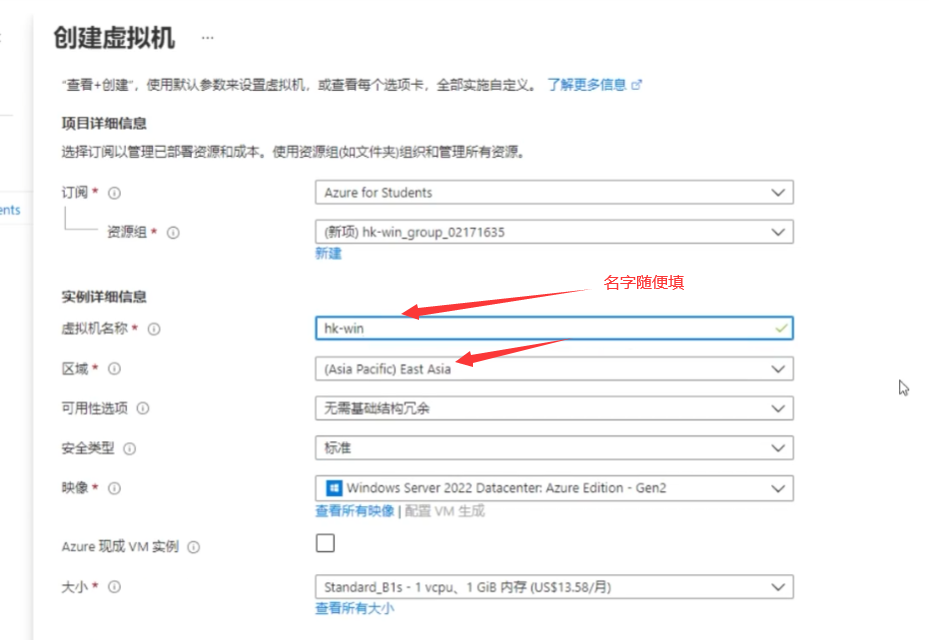 创建虚拟机 ...
“查看+创建”，使用默认参数来设置虚拟机，或查看每个选项卡，全部实施自定义。 了解更多信息
项目详细信息
选择订阅以管理已部署资源和成本。使用资源组(如文件夹)组织和管理所有资源。
订阅 * Azure for Students
ents
资源组 * (新项) hk-win_group_02171635
新建
名字随便填
实例详细信息
虚拟机名称 * hk-win
区域 * (Asia Pacific) East Asia
可用性选项 无需基础结构冗余
安全类型 标准
映像 * Windows Server 2022 Datacenter: Azure Edition - Gen2
查看所有映像 | 配置 VM 生成
Azure 现成 VM 实例
大小 * Standard_B1s - 1 vcpu、1 GiB 内存 (US$13.58/月)
查看所有大小